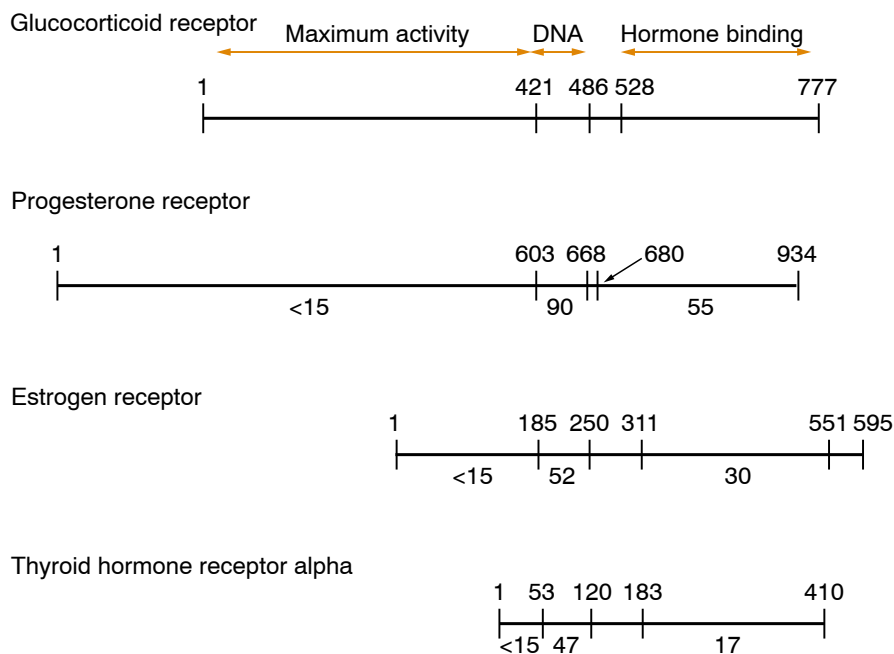 Glucocorticoid receptor
Maximum activity DNA Hormone binding
1 421 486 528 777
Progesterone receptor
1 603 668 680 934
<15 90 55
Estrogen receptor
1 185 250 311 551 595
<15 52 30
Thyroid hormone receptor alpha
1 53 120 183 410
<15 47 17